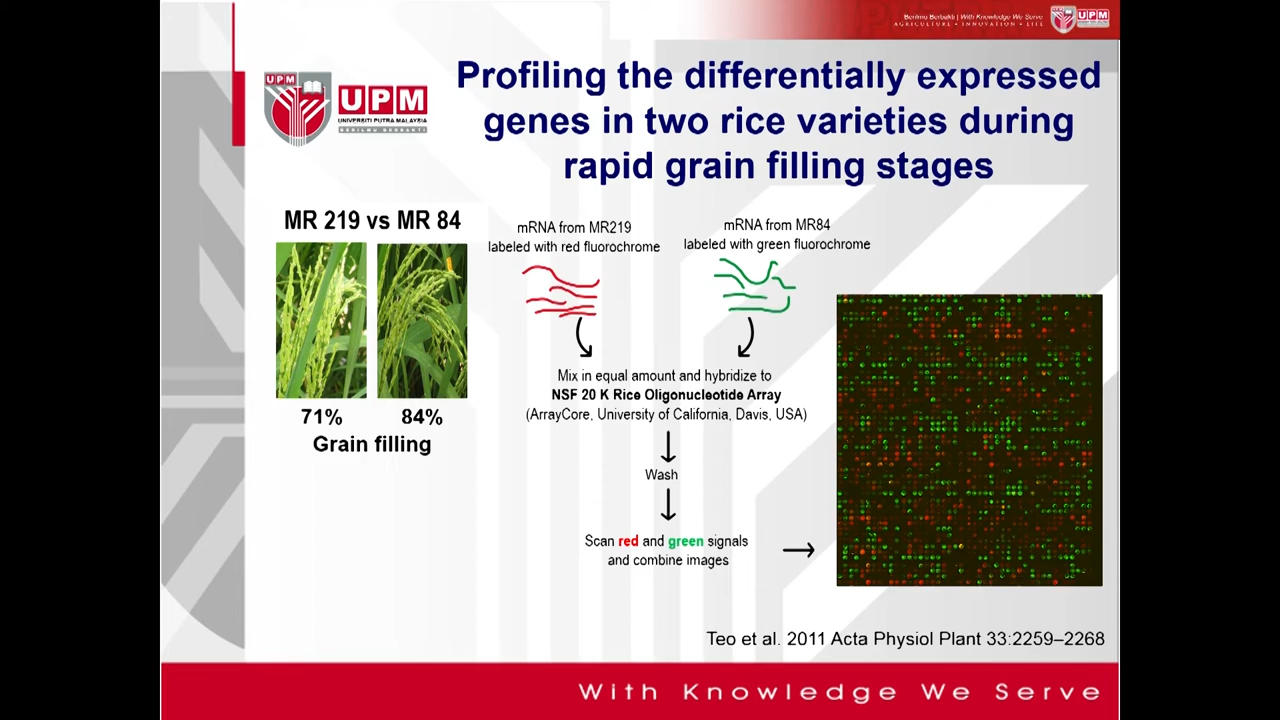 Berilmu Berbakti | With Knowledge We Serve
AGRICULTURE • INNOVATION • LIFE
UPM
UPM
UPM
UNIVERSITI PUTRA MALAYSIA
BERILMU BERBAKTI
Profiling the differentially expressed
genes in two rice varieties during
rapid grain filling stages
MR 219 vs MR 84
71% 84%
Grain filling
mRNA from MR219
labeled with red fluorochrome
mRNA from MR84
labeled with green fluorochrome
Mix in equal amount and hybridize to
NSF 20 K Rice Oligonucleotide Array
(ArrayCore, University of California, Davis, USA)
Wash
Scan red and green signals
and combine images
Teo et al. 2011 Acta Physiol Plant 33:2259–2268
With Knowledge We Serve